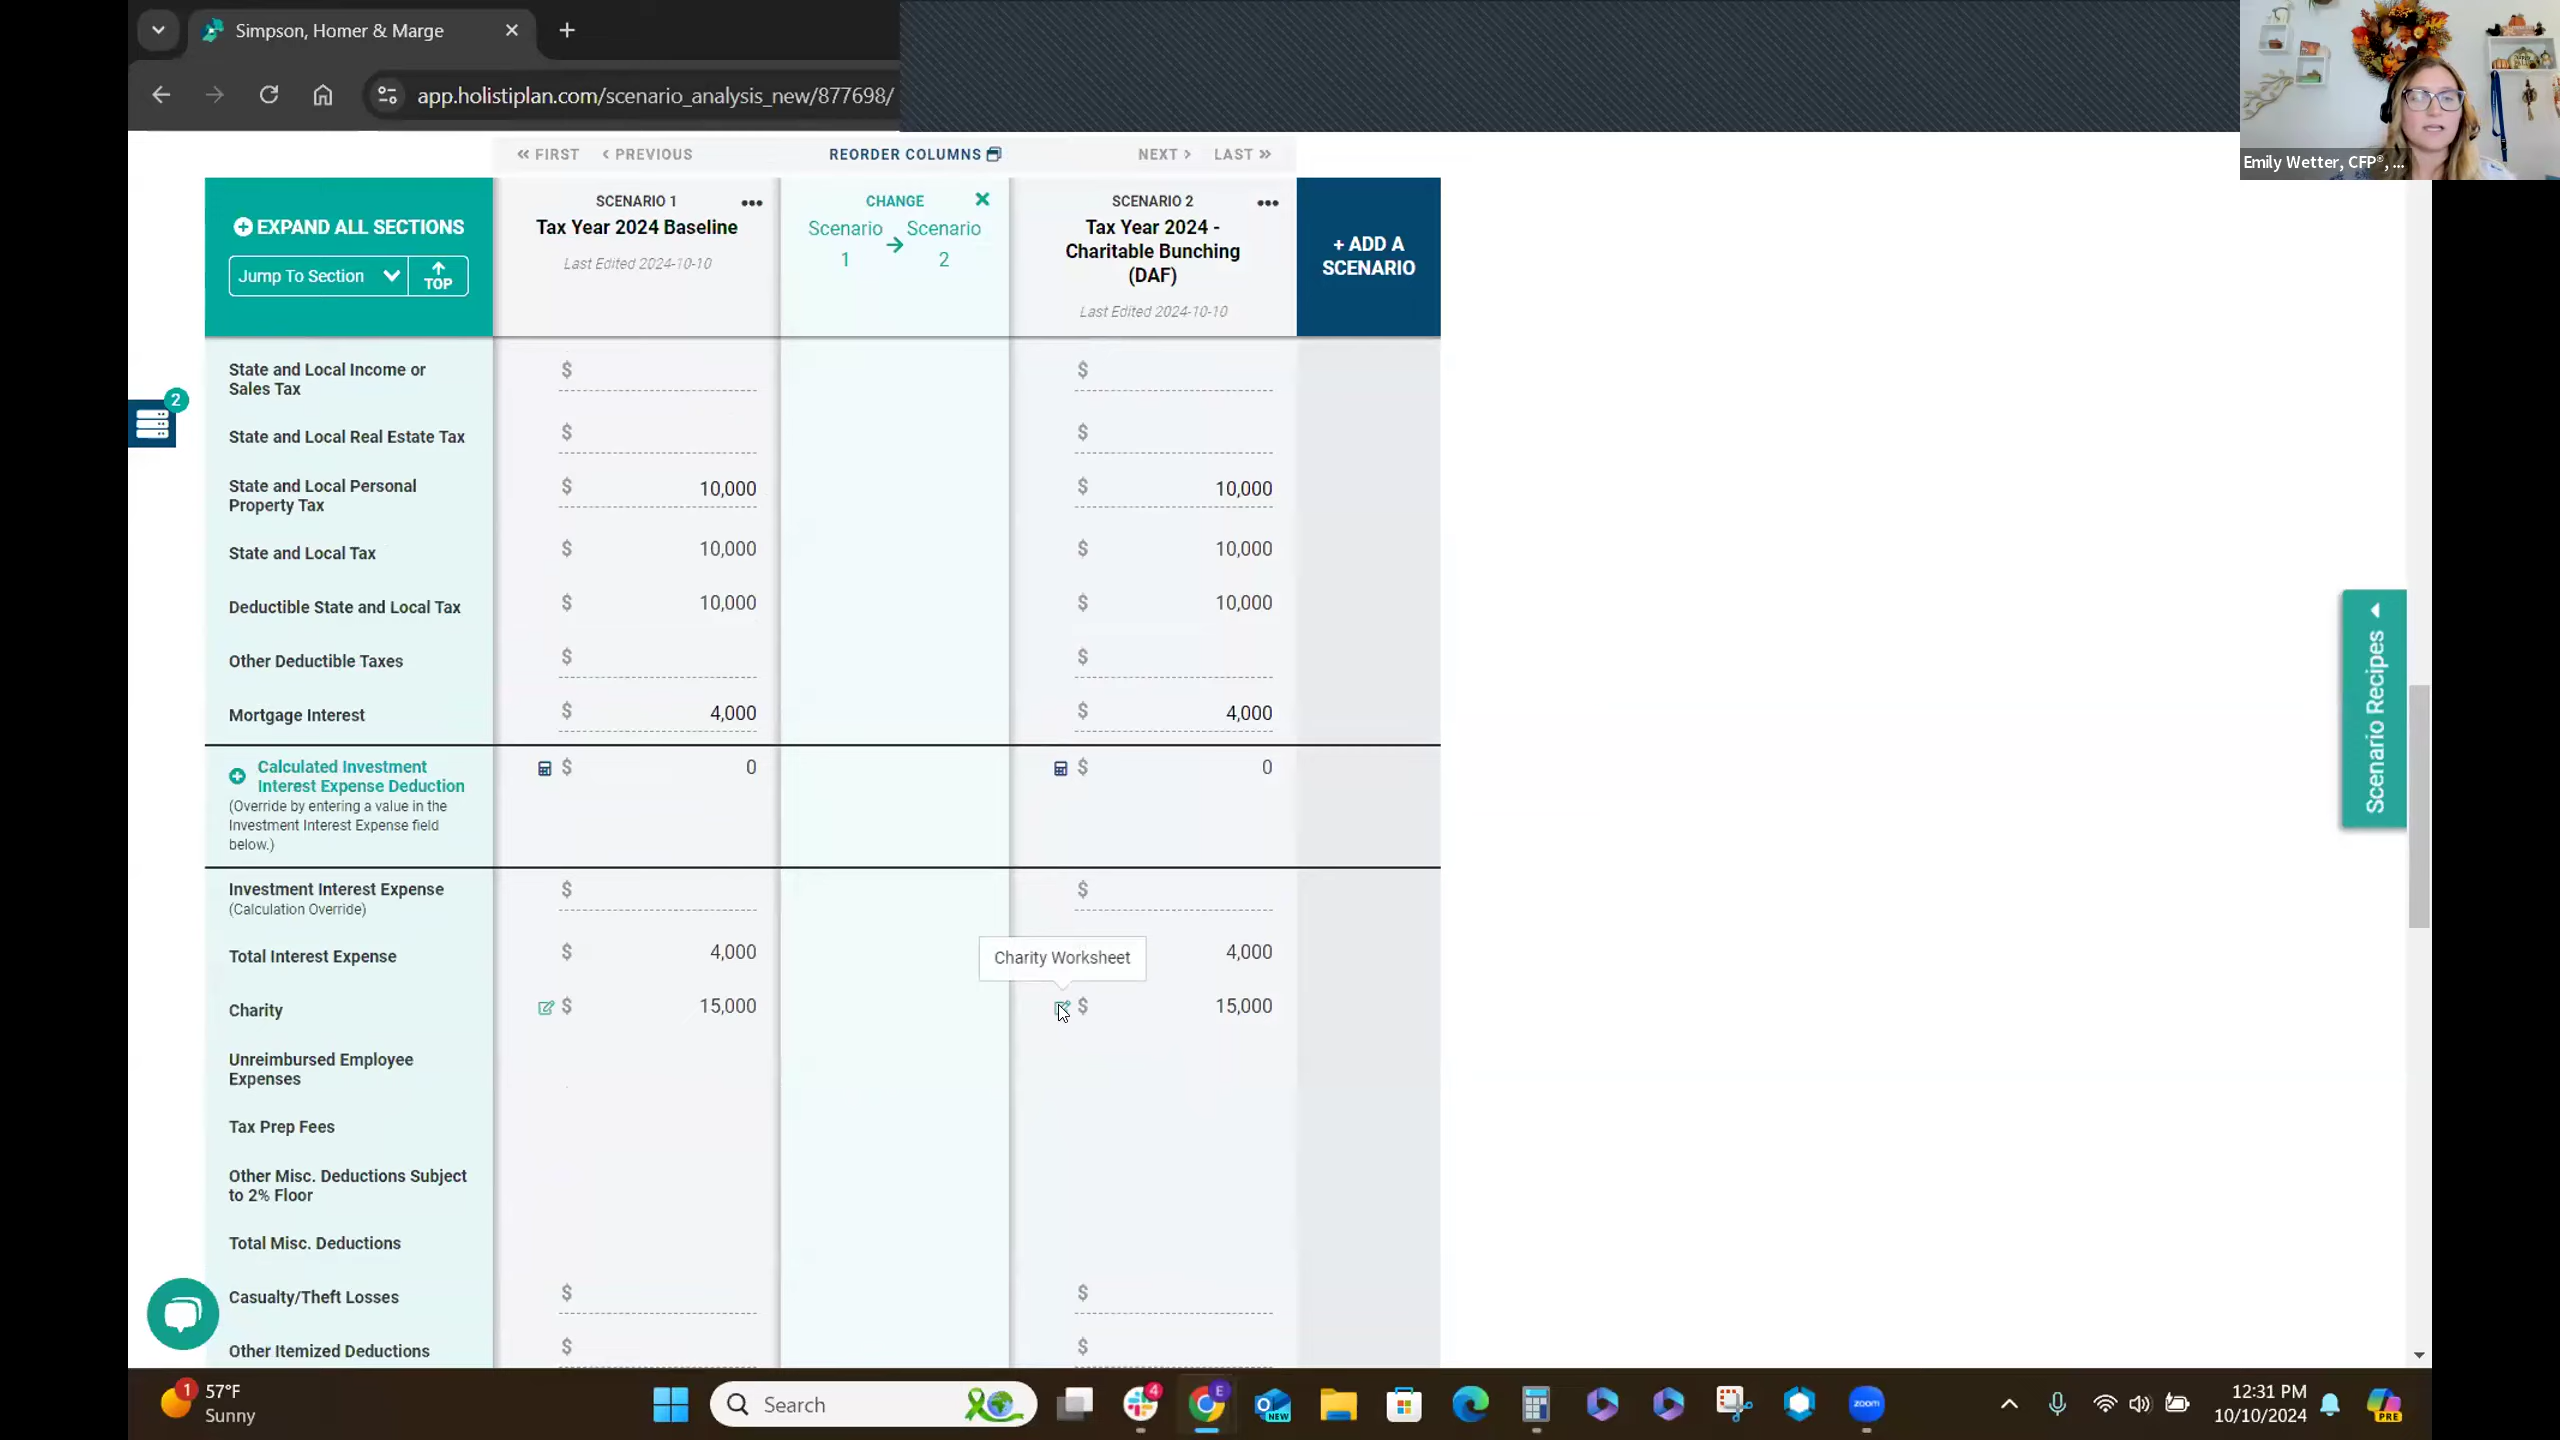 Simpson, Homer & Marge
app.holistiplan.com/scenario_analysis_new/877698/
Emily Wetter, CFP®, ...
FIRST PREVIOUS REORDER COLUMNS NEXT LAST
EXPAND ALL SECTIONS
Jump To Section
TOP
SCENARIO 1
Tax Year 2024 Baseline
Last Edited 2024-10-10
CHANGE
Scenario 1
Scenario 2
SCENARIO 2
Tax Year 2024 -
Charitable Bunching
(DAF)
Last Edited 2024-10-10
+ ADD A
SCENARIO
2
State and Local Income or
Sales Tax
$ $
State and Local Real Estate Tax
$ $
State and Local Personal
Property Tax
$ 10,000 $ 10,000
State and Local Tax $ 10,000 $ 10,000
Deductible State and Local Tax $ 10,000 $ 10,000
Other Deductible Taxes $ $
Mortgage Interest $ 4,000 $ 4,000
Calculated Investment
Interest Expense Deduction
(Override by entering a value in the
Investment Interest Expense field
below.)
$ 0 $ 0
Investment Interest Expense
(Calculation Override)
$ $
Total Interest Expense $ 4,000 4,000
Charity Worksheet
Charity $ 15,000 $ 15,000
Unreimbursed Employee
Expenses
Tax Prep Fees
Other Misc. Deductions Subject
to 2% Floor
Total Misc. Deductions
Casualty/Theft Losses $ $
Other Itemized Deductions $ $
Scenario Recipes
1
57°F
Sunny
Search
4
E
NEW
zoom
12:31 PM
10/10/2024
PRE